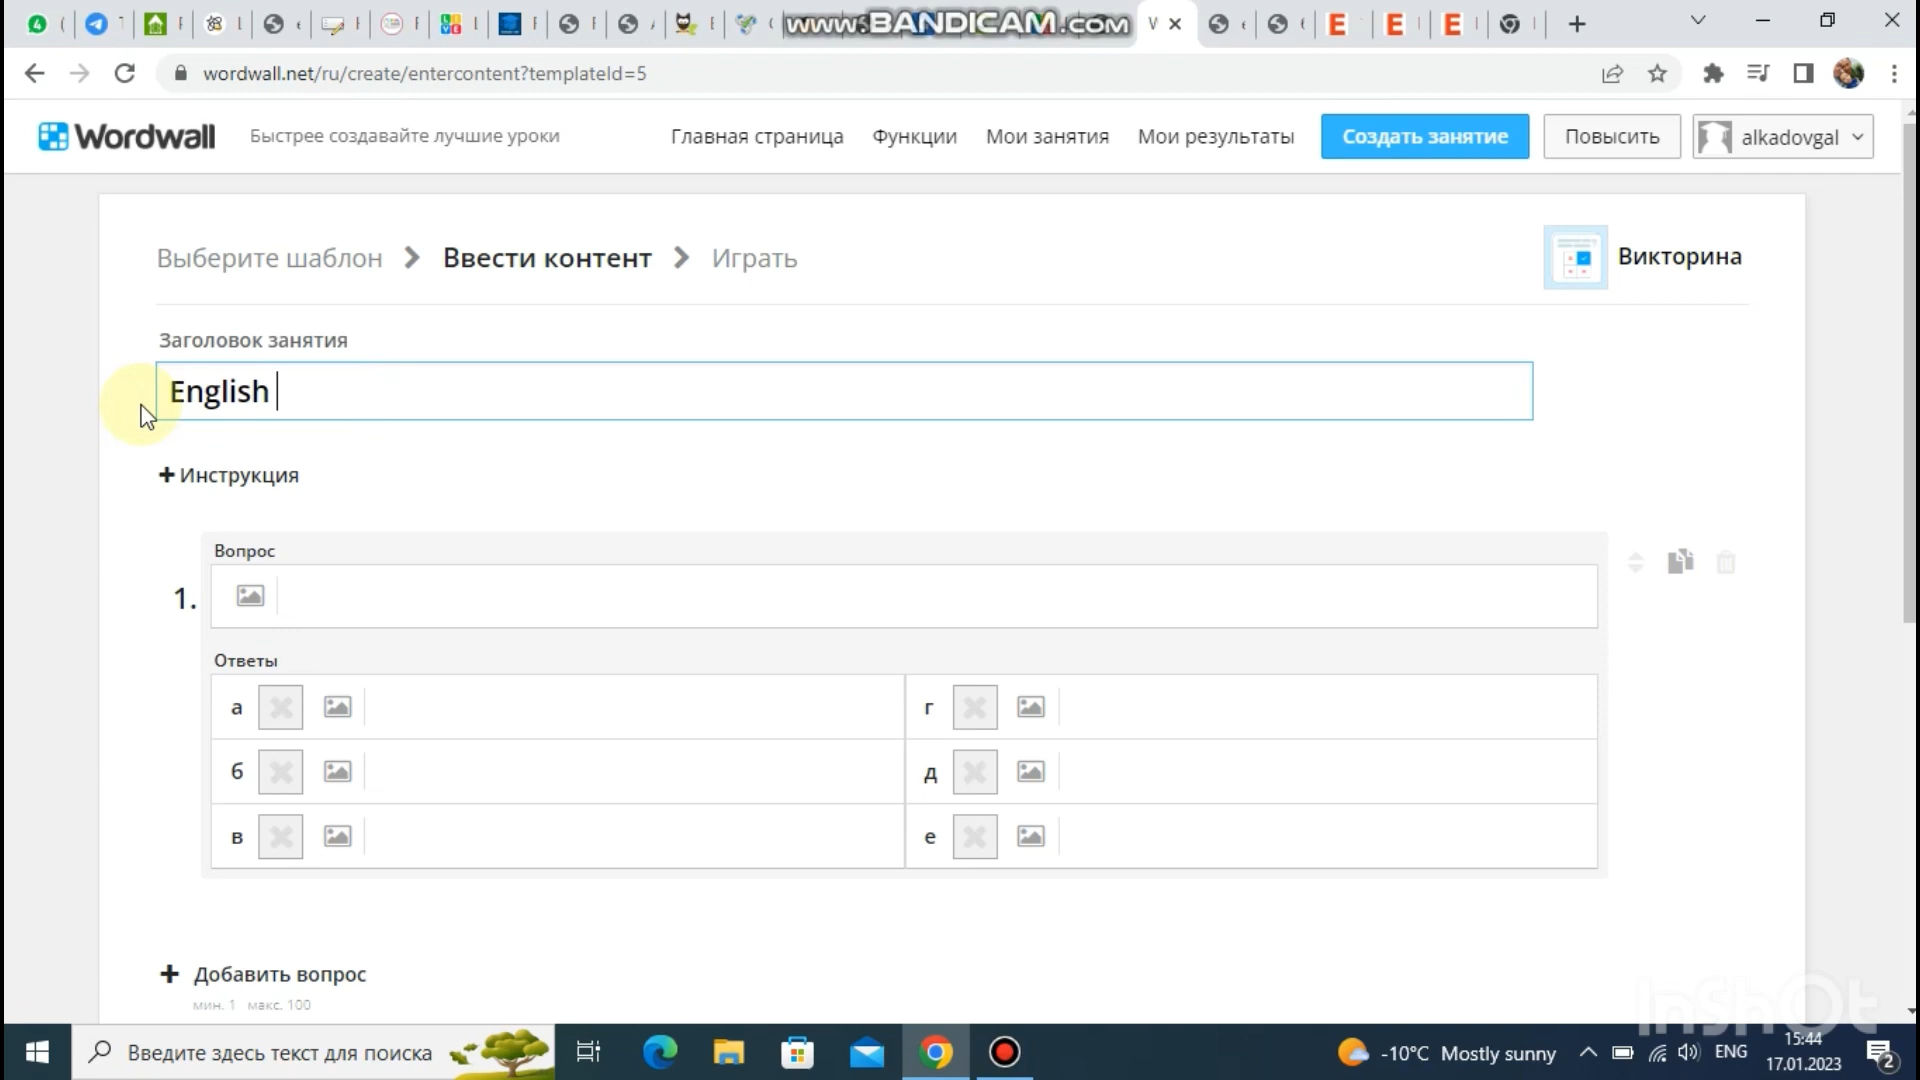 www.BANDICAM.com
wordwall.net/ru/create/entercontent?templateId=5
Wordwall
Быстрее создавайте лучшие уроки
Главная страница
Функции
Мои занятия
Мои результаты
Создать занятие
Повысить
alkadovgal
Выберите шаблон
Ввести контент
Играть
Викторина
Заголовок занятия
English
+ Инструкция
Вопрос
1.
Ответы
а
г
б
д
в
е
+ Добавить вопрос
мин. 1 макс. 100
InShOt
Введите здесь текст для поиска
-10°C Mostly sunny
ENG
15:44
17.01.2023
2